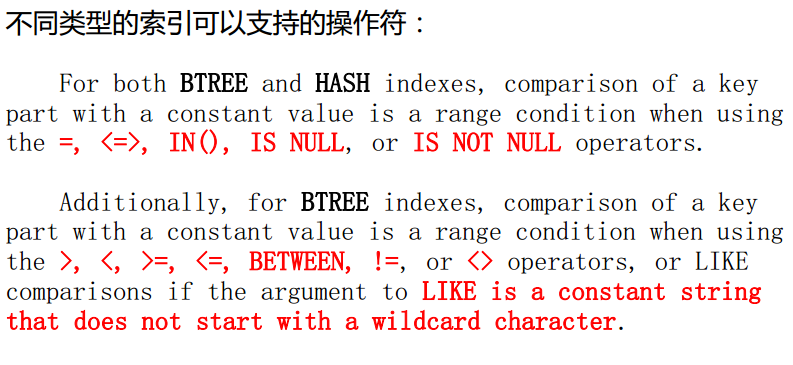 不同类型的索引可以支持的操作符：
For both BTREE and HASH indexes, comparison of a key
part with a constant value is a range condition when using
the =, <=>, IN(), IS NULL, or IS NOT NULL operators.
Additionally, for BTREE indexes, comparison of a key
part with a constant value is a range condition when using
the >, <, >=, <=, BETWEEN, !=, or <> operators, or LIKE
comparisons if the argument to LIKE is a constant string
that does not start with a wildcard character.